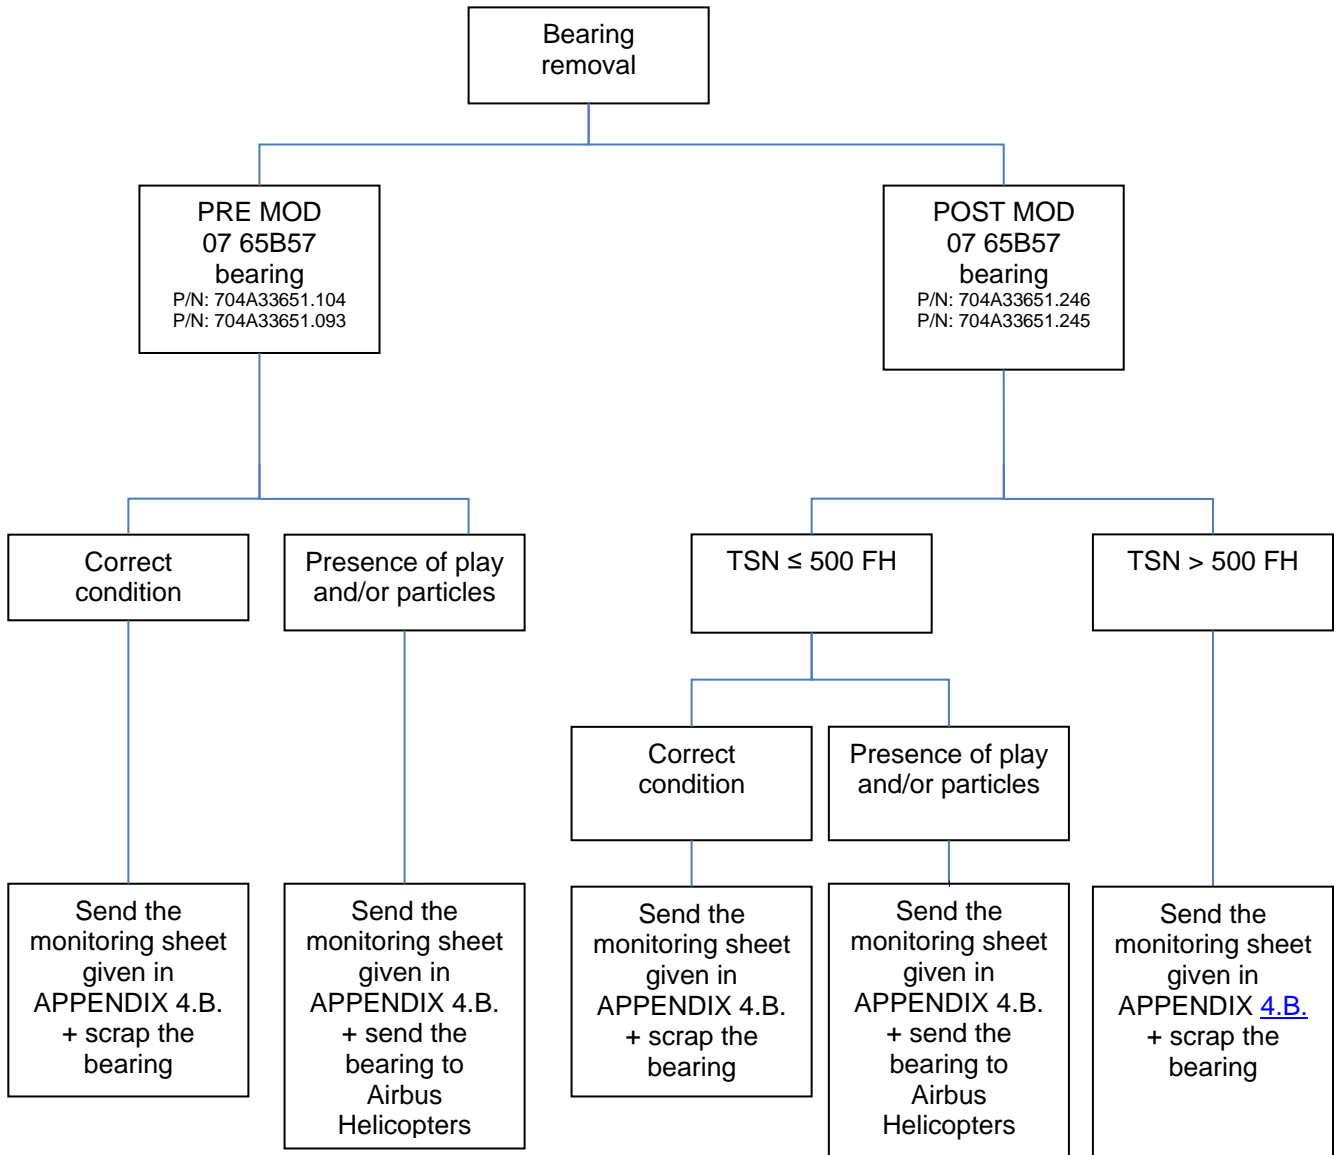 Bearing
removal
PRE MOD
07 65B57
bearing
P/N: 704A33651.104
P/N: 704A33651.093
POST MOD
07 65B57
bearing
P/N: 704A33651.246
P/N: 704A33651.245
Correct
condition
Presence of play
and/or particles
TSN ≤ 500 FH
TSN > 500 FH
Correct
condition
Presence of play
and/or particles
Send the
monitoring sheet
given in
APPENDIX 4.B.
+ scrap the
bearing
Send the
monitoring sheet
given in
APPENDIX 4.B.
+ send the
bearing to
Airbus
Helicopters
Send the
monitoring sheet
given in
APPENDIX 4.B.
+ scrap the
bearing
Send the
monitoring sheet
given in
APPENDIX 4.B.
+ send the
bearing to
Airbus
Helicopters
Send the
monitoring sheet
given in
APPENDIX 4.B.
+ scrap the
bearing